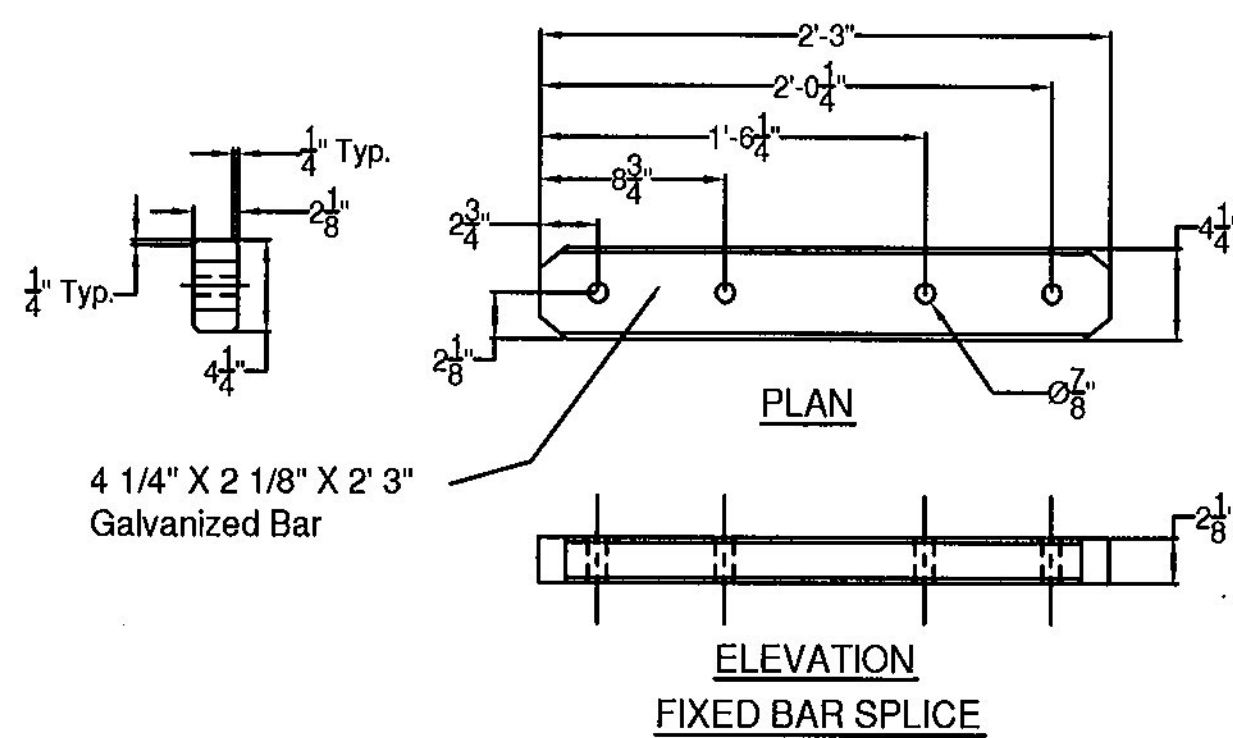 2'-3"
2'-0 1/4"
1'-6 1/4"
8 3/4"
2 3/4"
4 1/4"
2 1/8"
Ø 7/8"
PLAN
1/4" Typ.
2 1/8"
1/4" Typ.
4 1/4"
4 1/4" X 2 1/8" X 2' 3"
Galvanized Bar
2 1/8"
ELEVATION
FIXED BAR SPLICE